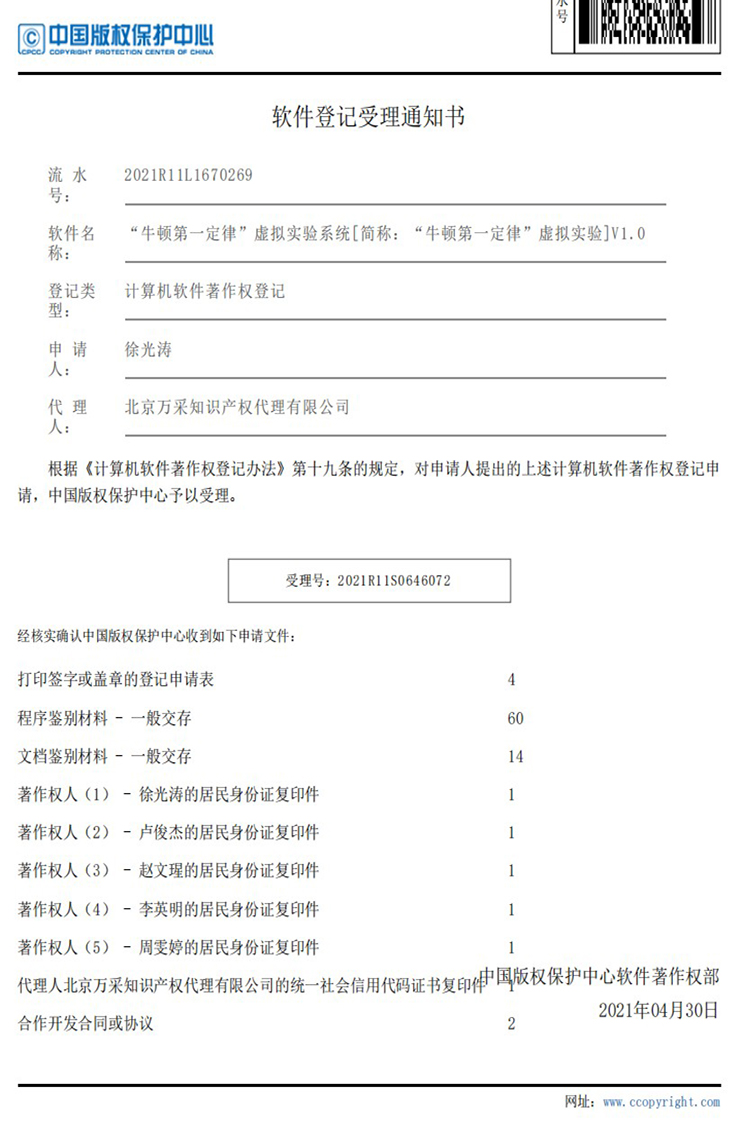 中国版权保护中心
CPCC COPYRIGHT PROTECTION CENTER OF CHINA
水号
软件登记受理通知书
流 水 2021R11L1670269
号：
软件名 “牛顿第一定律”虚拟实验系统[简称：“牛顿第一定律”虚拟实验]V1.0
称：
登记类 计算机软件著作权登记
型：
申 请 徐光涛
人：
代 理 北京万采知识产权代理有限公司
人：
根据《计算机软件著作权登记办法》第十九条的规定，对申请人提出的上述计算机软件著作权登记申
请，中国版权保护中心予以受理。
受理号：2021R11S0646072
经核实确认中国版权保护中心收到如下申请文件：
打印签字或盖章的登记申请表 4
程序鉴别材料 - 一般交存 60
文档鉴别材料 - 一般交存 14
著作权人（1） - 徐光涛的居民身份证复印件 1
著作权人（2） - 卢俊杰的居民身份证复印件 1
著作权人（3） - 赵文瑆的居民身份证复印件 1
著作权人（4） - 李英明的居民身份证复印件 1
著作权人（5） - 周雯婷的居民身份证复印件 1
中国版权保护中心软件著作权部
代理人北京万采知识产权代理有限公司的统一社会信用代码证书复印件 1
2021年04月30日
合作开发合同或协议 2
网址：www.ccopyright.com